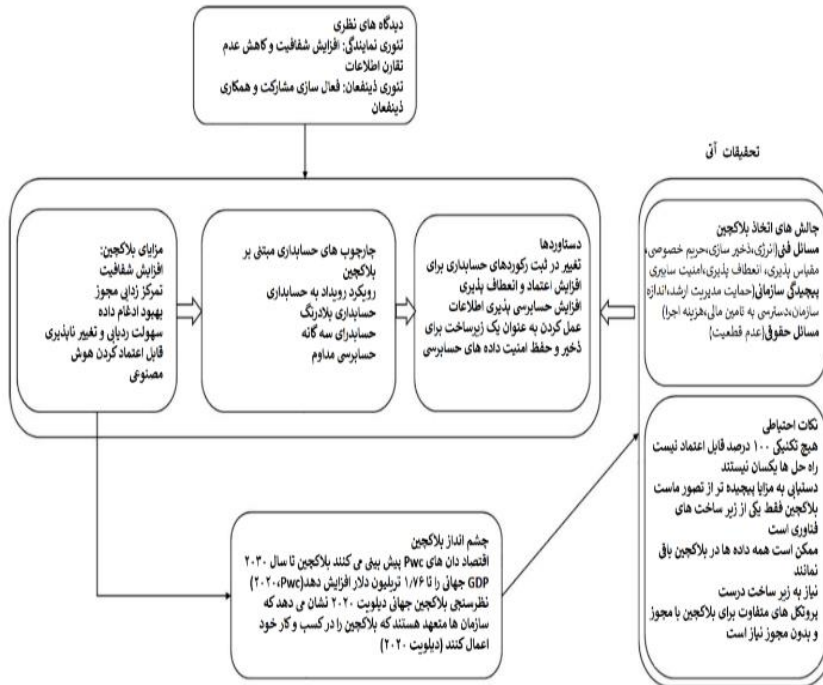 دیدگاه های نظری
تئوری نمایندگی: افزایش شفافیت و کاهش عدم
تقارن اطلاعات
تئوری ذینفعان: فعال سازی مشارکت و همکاری
ذینفعان
تحقیقات آتی
مزایای بلاکچین:
افزایش شفافیت
تمرکز زدایی مجوز
بهبود ادغام داده
سهولت ردیابی و تغییر ناپذیری
قابل اعتماد کردن هوش
مصنوعی
چارچوب های حسابداری مبتنی بر
بلاکچین
رویکرد رویداد به حسابداری
حسابداری بلادرنگ
حسابدرای سه گانه
حسابرسی مداوم
دستاوردها
تغییر در ثبت رکوردهای حسابداری برای
افزایش اعتماد و انعطاف پذیری
افزایش حسابرسی پذیری اطلاعات
عمل کردن به عنوان یک زیرساخت برای
ذخیر و حفظ امنیت داده های حسابرسی
چالش های اتخاذ بلاکچین
مسائل فنی(انرژی،ذخیر سازی،حریم خصوصی،
مقیاس پذیری، انعطاف پذیری،امنیت سایبری
پیچیدگی سازمانی(حمایت مدیریت ارشد،اندازه
سازمان،دسترسی به تامین مالی،هزینه اجرا)
مسائل حقوقی(عدم قطعیت)
نکات احتیاطی
هیچ تکنیکی ۱۰۰ درصد قابل اعتماد نیست
راه حل ها یکسان نیستند
دستیابی به مزایا پیچیده تر از تصور ماست
بلاکچین فقط یکی از زیر ساخت های
فناوری است
ممکن است همه داده ها در بلاکچین باقی
نمانند
نیاز به زیر ساخت درست
پروتکل های متفاوت برای بلاکچین با مجوز
و بدون مجوز نیاز است
چشم انداز بلاکچین
اقتصاد دان های Pwc پیش بینی می کنند بلاکچین تا سال ۲۰۳۰
GDP جهانی را تا ۱/۷۶ تریلیون دلار افزایش دهد(Pwc،۲۰۲۰)
نظرسنجی بلاکچین جهانی دیلویت ۲۰۲۰ نشان می دهد که
سازمان ها متعهد هستند که بلاکچین را در کسب و کار خود
اعمال کنند (دیلویت ۲۰۲۰)